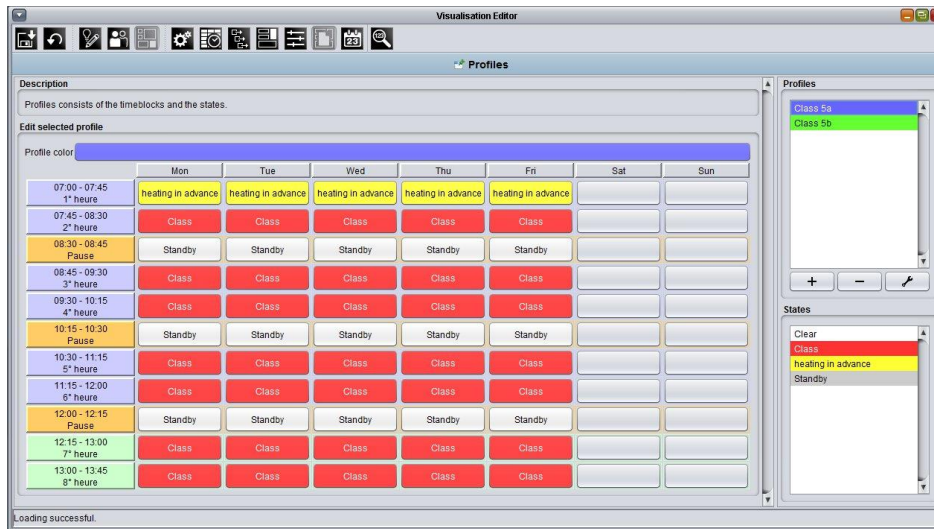 Visualisation Editor
Profiles
Description
Profiles consists of the timeblocks and the states.
Edit selected profile
Profile color
Mon Tue Wed Thu Fri Sat Sun
07:00 - 07:45
1° heure
heating in advance heating in advance heating in advance heating in advance heating in advance
07:45 - 08:30
2° heure
Class Class Class Class Class
08:30 - 08:45
Pause
Standby Standby Standby Standby Standby
08:45 - 09:30
3° heure
Class Class Class Class Class
09:30 - 10:15
4° heure
Class Class Class Class Class
10:15 - 10:30
Pause
Standby Standby Standby Standby Standby
10:30 - 11:15
5° heure
Class Class Class Class Class
11:15 - 12:00
6° heure
Class Class Class Class Class
12:00 - 12:15
Pause
Standby Standby Standby Standby Standby
12:15 - 13:00
7° heure
Class Class Class Class Class
13:00 - 13:45
8° heure
Class Class Class Class Class
Profiles
Class 5a
Class 5b
+ −
States
Clear
Class
heating in advance
Standby
Loading successful.
23